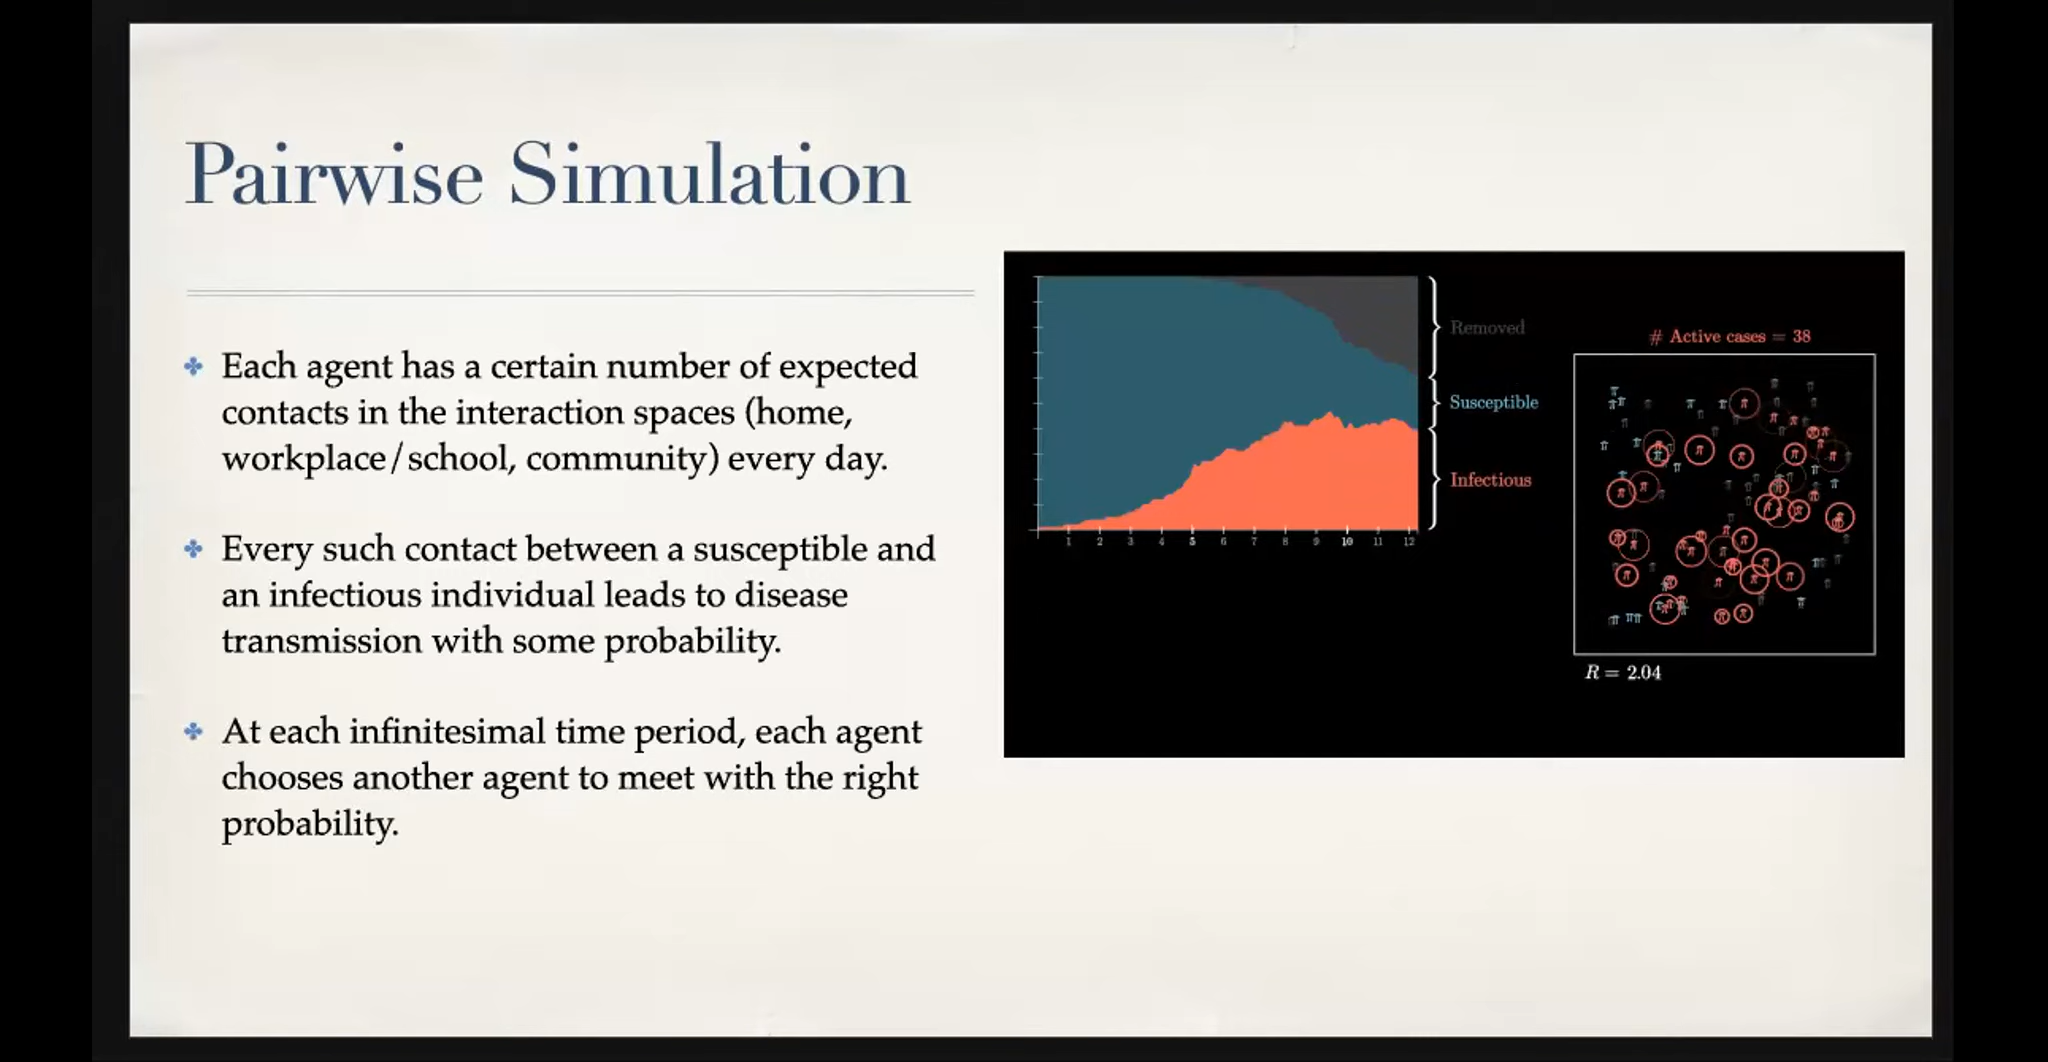 Pairwise Simulation
Each agent has a certain number of expected
contacts in the interaction spaces (home,
workplace/school, community) every day.
Every such contact between a susceptible and
an infectious individual leads to disease
transmission with some probability.
At each infinitesimal time period, each agent
chooses another agent to meet with the right
probability.
Removed
Susceptible
Infectious
1 2 3 4 5 6 7 8 9 10 11 12
# Active cases = 38
R = 2.04